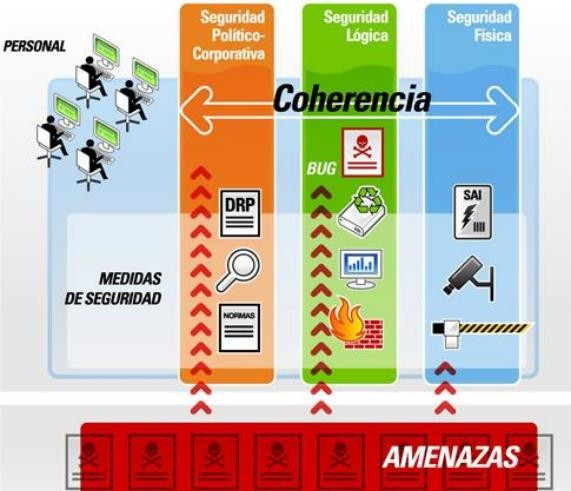 PERSONAL
Seguridad
Político-
Corporativa
Seguridad
Lógica
Seguridad
Física
Coherencia
BUG
DRP
SAI
MEDIDAS
DE SEGURIDAD
NORMAS
AMENAZAS